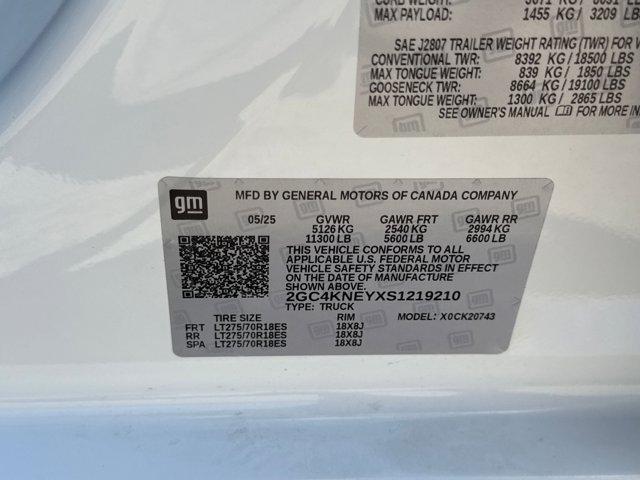 MAX PAYLOAD: 1455 KG / 3209 LBS
SAE J2807 TRAILER WEIGHT RATING (TWR) FOR
CONVENTIONAL TWR: 8392 KG/18500 LBS
MAX TONGUE WEIGHT: 839 KG/ 1850 LBS
GOOSENECK TWR: 8664 KG/19100 LBS
MAX TONGUE WEIGHT: 1300 KG/ 2865 LBS
SEE OWNER'S MANUAL FOR MORE
gm
MFD BY GENERAL MOTORS OF CANADA COMPANY
05/25 GVWR GAWR FRT GAWR RR
5126 KG 2540 KG 2994 KG
11300 LB 5600 LB 6600 LB
THIS VEHICLE CONFORMS TO ALL
APPLICABLE U.S. FEDERAL MOTOR
VEHICLE SAFETY STANDARDS IN EFFECT
ON THE DATE OF MANUFACTURE
SHOWN ABOVE.
2GC4KNEYXS1219210
TYPE: TRUCK
TIRE SIZE RIM MODEL: X0CK20743
FRT LT275/70R18ES 18X8J
RR LT275/70R18ES 18X8J
SPA LT275/70R18ES 18X8J